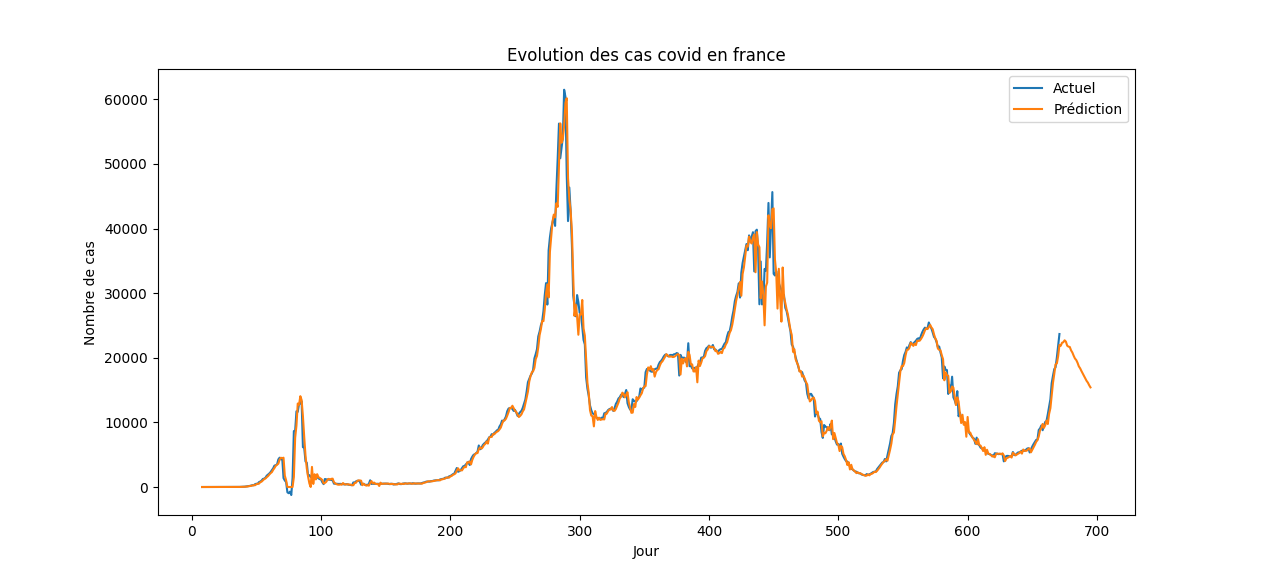 Evolution des cas covid en france
Actuel
Prédiction
60000
50000
40000
30000
20000
10000
0
Nombre de cas
0 100 200 300 400 500 600 700
Jour